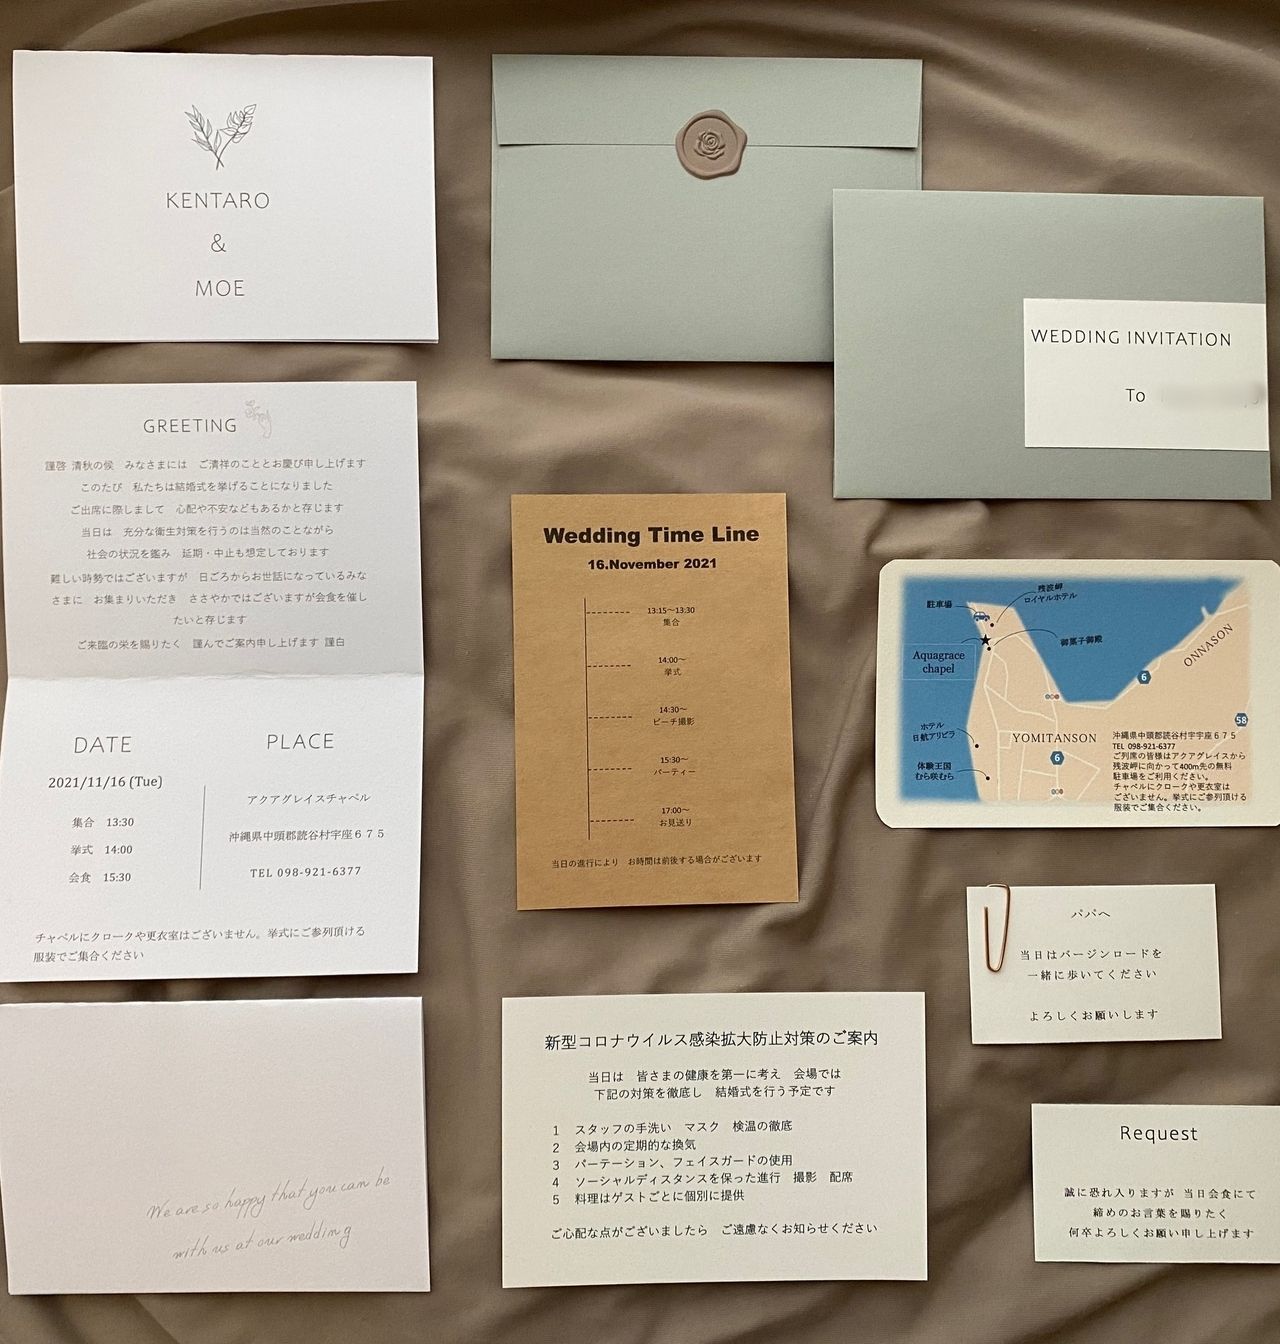 KENTARO
&
MOE
WEDDING INVITATION
To
GREETING
謹啓 清秋の候　みなさまには　ご清祥のこととお慶び申し上げます
このたび　私たちは結婚式を挙げることになりました
ご出席に際しまして　心配や不安などもあるかと存じます
当日は　充分な衛生対策を行うのは当然のことながら
社会の状況を鑑み　延期・中止も想定しております
難しい時勢ではございますが　日ごろからお世話になっているみな
さまに　お集まりいただき　ささやかではございますが会食を催し
たいと存じます
ご来臨の栄を賜りたく　謹んでご案内申し上げます 謹白
DATE
2021/11/16 (Tue)
集合　13:30
挙式　14:00
会食　15:30
PLACE
アクアグレイスチャペル
沖縄県中頭郡読谷村宇座６７５
TEL 098-921-6377
チャペルにクロークや更衣室はございません。挙式にご参列頂ける
服装でご集合ください
Wedding Time Line
16.November 2021
13:15～13:30
集合
14:00～
挙式
14:30～
ビーチ撮影
15:30～
パーティー
17:00～
お見送り
当日の進行により　お時間は前後する場合がございます
残波岬
ロイヤルホテル
駐車場
御菓子御殿
Aquagrace
chapel
ONNASON
6
58
ホテル
日航アリビラ
YOMITANSON
6
体験王国
むら咲むら
沖縄県中頭郡読谷村字宇座６７５
TEL 098-921-6377
ご列席の皆様はアクアグレイスから
残波岬に向かって400m先の無料
駐車場をご利用ください。
チャペルにクロークや更衣室は
ございません。挙式にご参列頂ける
服装でご集合ください。
パパへ
当日はバージンロードを
一緒に歩いてください
よろしくお願いします
We are so happy that you can be
with us at our wedding
新型コロナウイルス感染拡大防止対策のご案内
当日は　皆さまの健康を第一に考え　会場では
下記の対策を徹底し　結婚式を行う予定です
1　スタッフの手洗い　マスク　検温の徹底
2　会場内の定期的な換気
3　パーテーション、フェイスガードの使用
4　ソーシャルディスタンスを保った進行　撮影　配席
5　料理はゲストごとに個別に提供
ご心配な点がございましたら　ご遠慮なくお知らせください
Request
誠に恐れ入りますが 当日会食にて
締めのお言葉を賜りたく
何卒よろしくお願い申し上げます